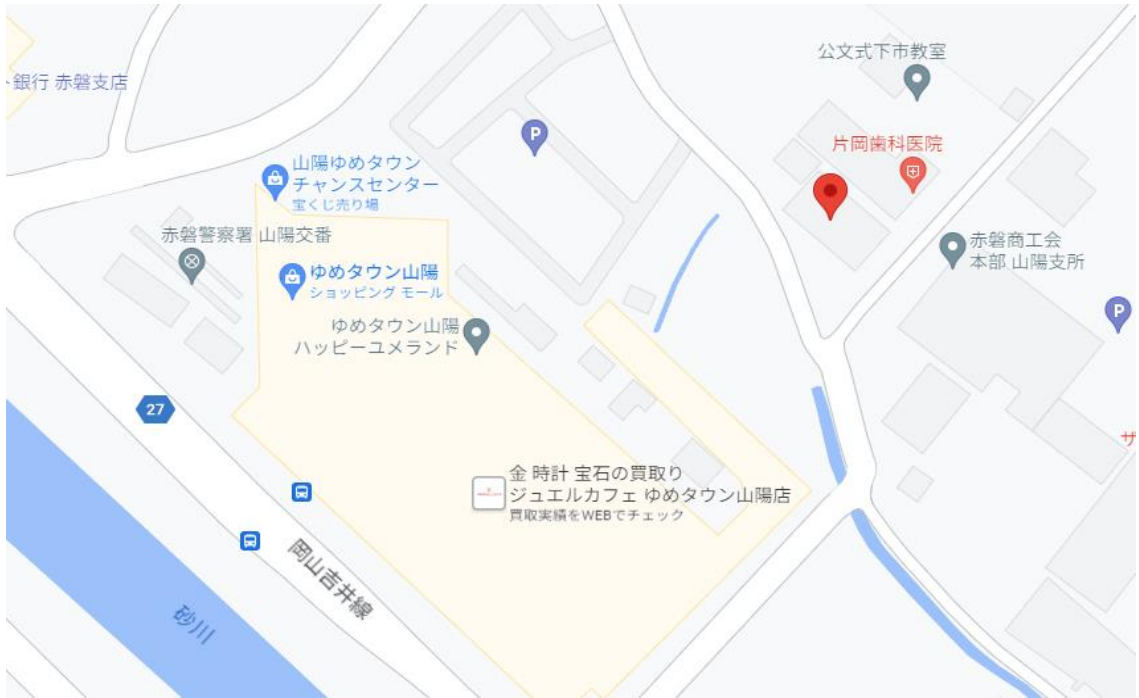 公文式下市教室
ト銀行 赤磐支店
P
片岡歯科医院
山陽ゆめタウン
チャンスセンター
宝くじ売り場
赤磐警察署 山陽交番
赤磐商工会
本部 山陽支所
ゆめタウン山陽
ショッピング モール
P
ゆめタウン山陽
ハッピーユメランド
27
ザ
金 時計 宝石の買取り
ジュエルカフェ ゆめタウン山陽店
買取実績をWEBでチェック
岡山吉井線
砂川